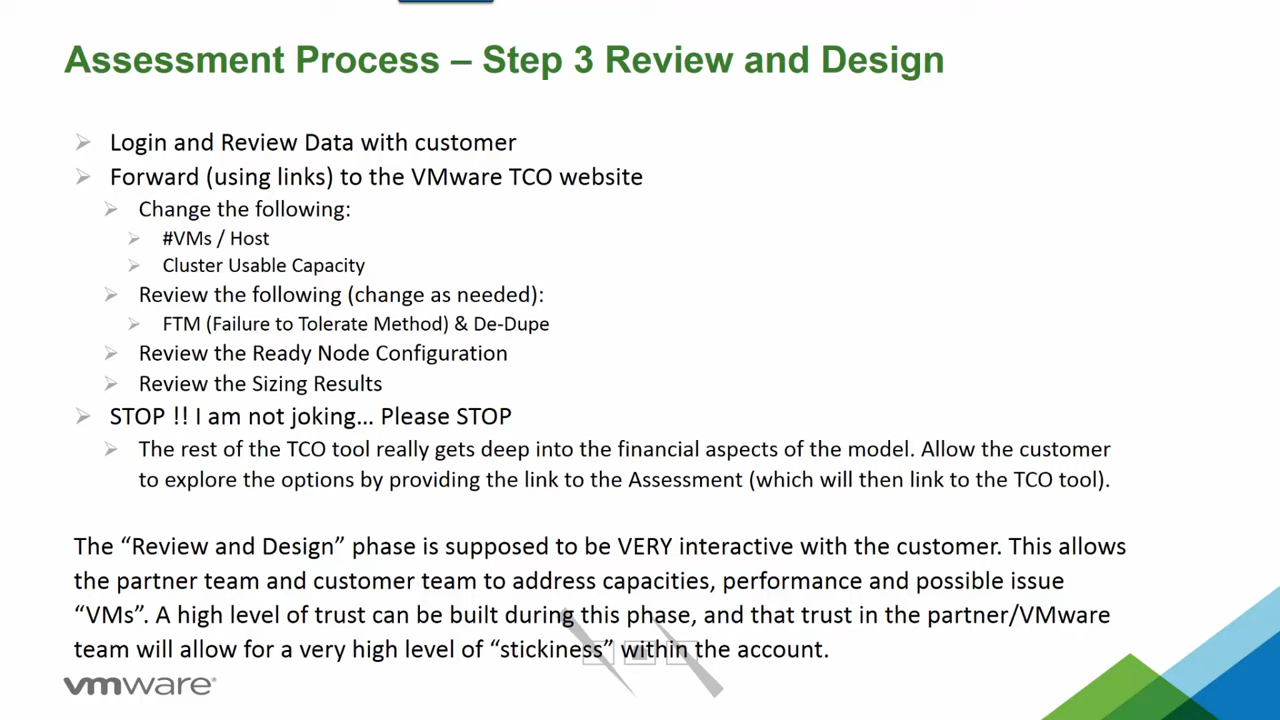 Assessment Process – Step 3 Review and Design
Login and Review Data with customer
Forward (using links) to the VMware TCO website
Change the following:
#VMs / Host
Cluster Usable Capacity
Review the following (change as needed):
FTM (Failure to Tolerate Method) & De-Dupe
Review the Ready Node Configuration
Review the Sizing Results
STOP !! I am not joking... Please STOP
The rest of the TCO tool really gets deep into the financial aspects of the model. Allow the customer
to explore the options by providing the link to the Assessment (which will then link to the TCO tool).
The “Review and Design” phase is supposed to be VERY interactive with the customer. This allows
the partner team and customer team to address capacities, performance and possible issue
“VMs”. A high level of trust can be built during this phase, and that trust in the partner/VMware
team will allow for a very high level of “stickiness” within the account.
vmware®